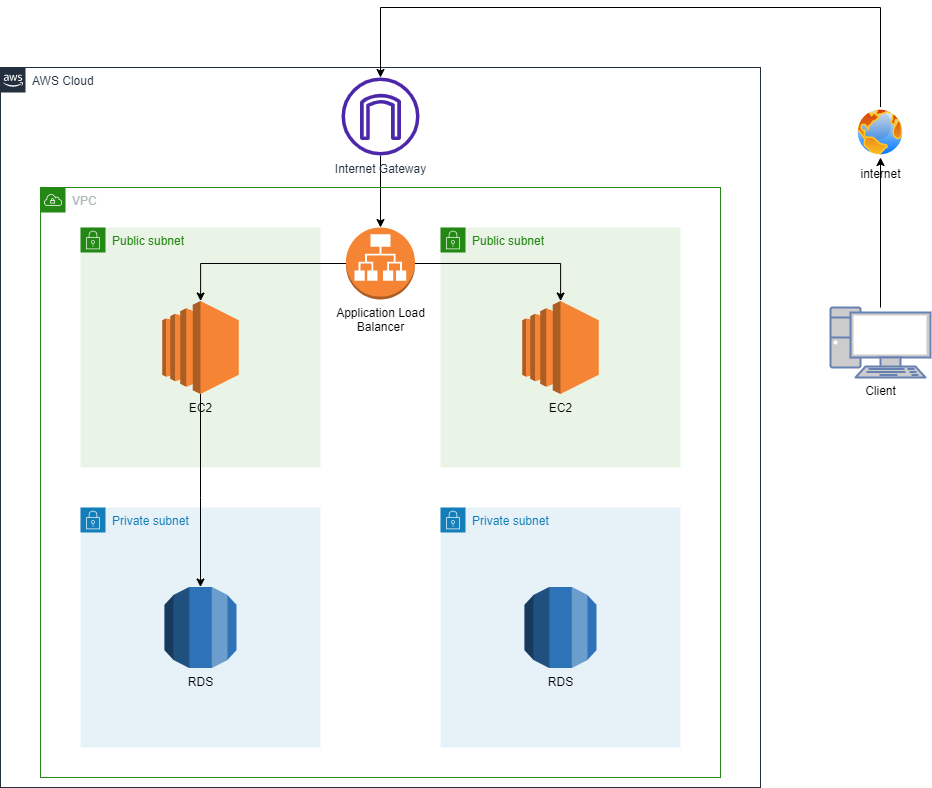 aws
AWS Cloud
Internet Gateway
internet
VPC
Public subnet
Public subnet
Application Load
Balancer
EC2
EC2
Client
Private subnet
Private subnet
RDS
RDS